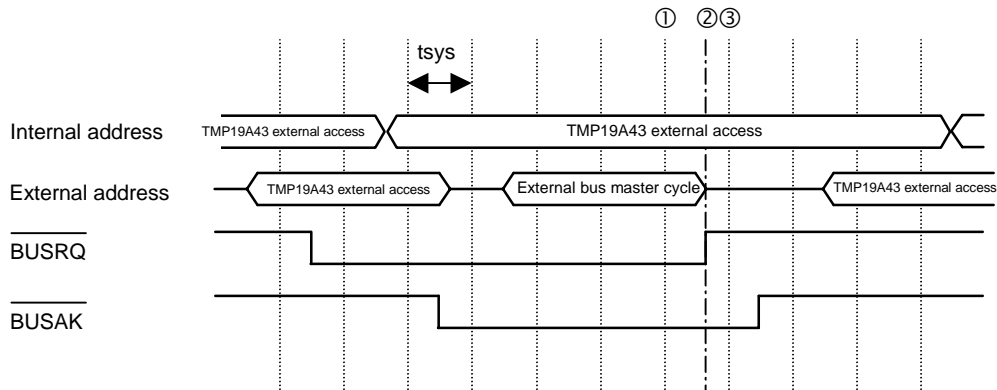 ① ②③
tsys
Internal address
TMP19A43 external access
TMP19A43 external access
External address
TMP19A43 external access
External bus master cycle
TMP19A43 external access
BUSRQ
BUSAK